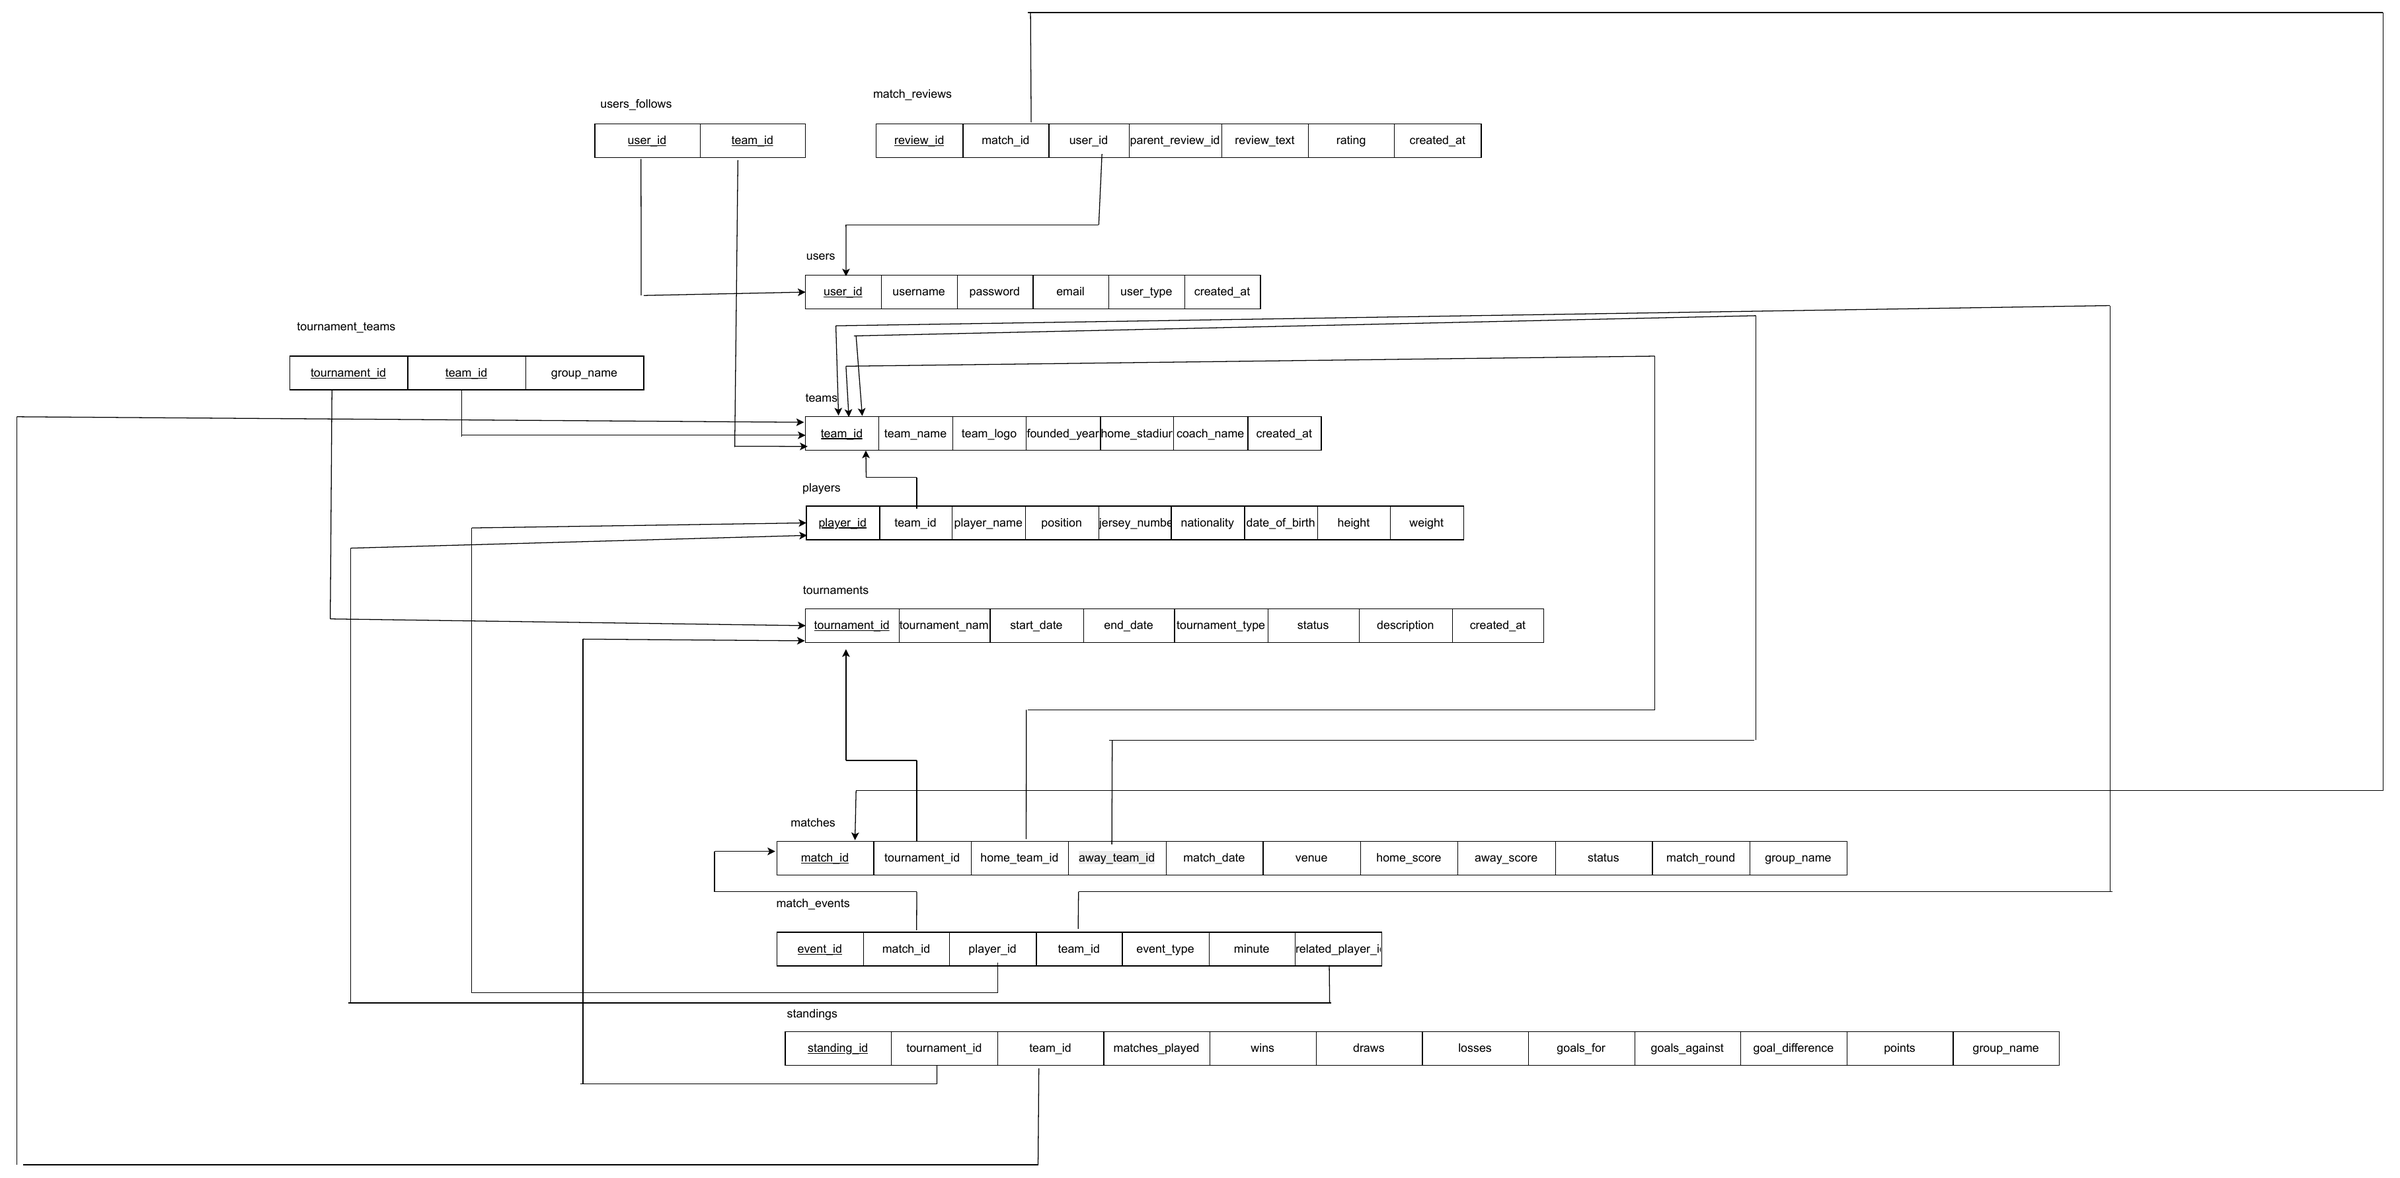 match_reviews
users_follows
user_id team_id
review_id match_id user_id parent_review_id review_text rating created_at
users
user_id username password email user_type created_at
tournament_teams
tournament_id team_id group_name
teams
team_id team_name team_logo founded_year home_stadiur coach_name created_at
players
player_id team_id player_name position jersey_numbe nationality date_of_birth height weight
tournaments
tournament_id tournament_nam start_date end_date tournament_type status description created_at
matches
match_id tournament_id home_team_id away_team_id match_date venue home_score away_score status match_round group_name
match_events
event_id match_id player_id team_id event_type minute related_player_i
standings
standing_id tournament_id team_id matches_played wins draws losses goals_for goals_against goal_difference points group_name